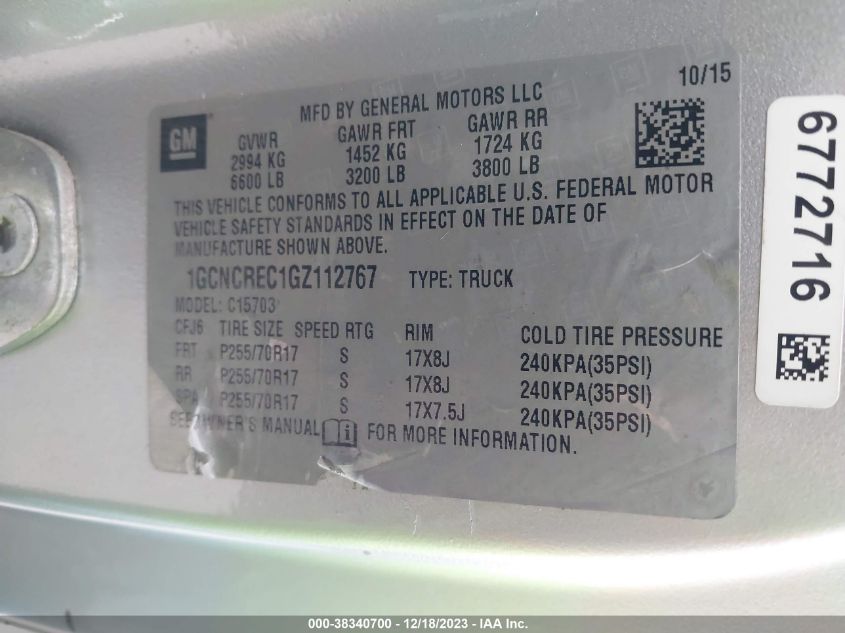 10/15
MFD BY GENERAL MOTORS LLC
GM
GVWR GAWR FRT GAWR RR
2994 KG 1452 KG 1724 KG
6600 LB 3200 LB 3800 LB
THIS VEHICLE CONFORMS TO ALL APPLICABLE U.S. FEDERAL MOTOR
VEHICLE SAFETY STANDARDS IN EFFECT ON THE DATE OF
MANUFACTURE SHOWN ABOVE.
1GCNCREC1GZ112767 TYPE: TRUCK
MODEL: C15703
CFJ6 TIRE SIZE SPEED RTG RIM COLD TIRE PRESSURE
FRT P255/70R17 S 17X8J 240KPA(35PSI)
RR P255/70R17 S 17X8J 240KPA(35PSI)
SPA P255/70R17 S 17X7.5J 240KPA(35PSI)
SEE OWNER'S MANUAL FOR MORE INFORMATION.
6772716
000-38340700 - 12/18/2023 - IAA Inc.